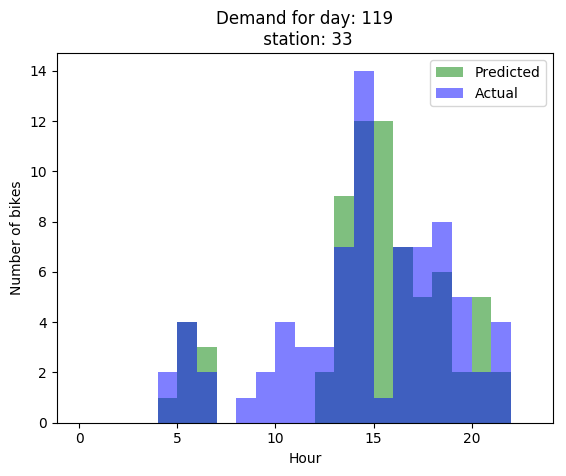 Demand for day: 119
station: 33
Predicted
Actual
Number of bikes
14
12
10
8
6
4
2
0
0 5 10 15 20
Hour